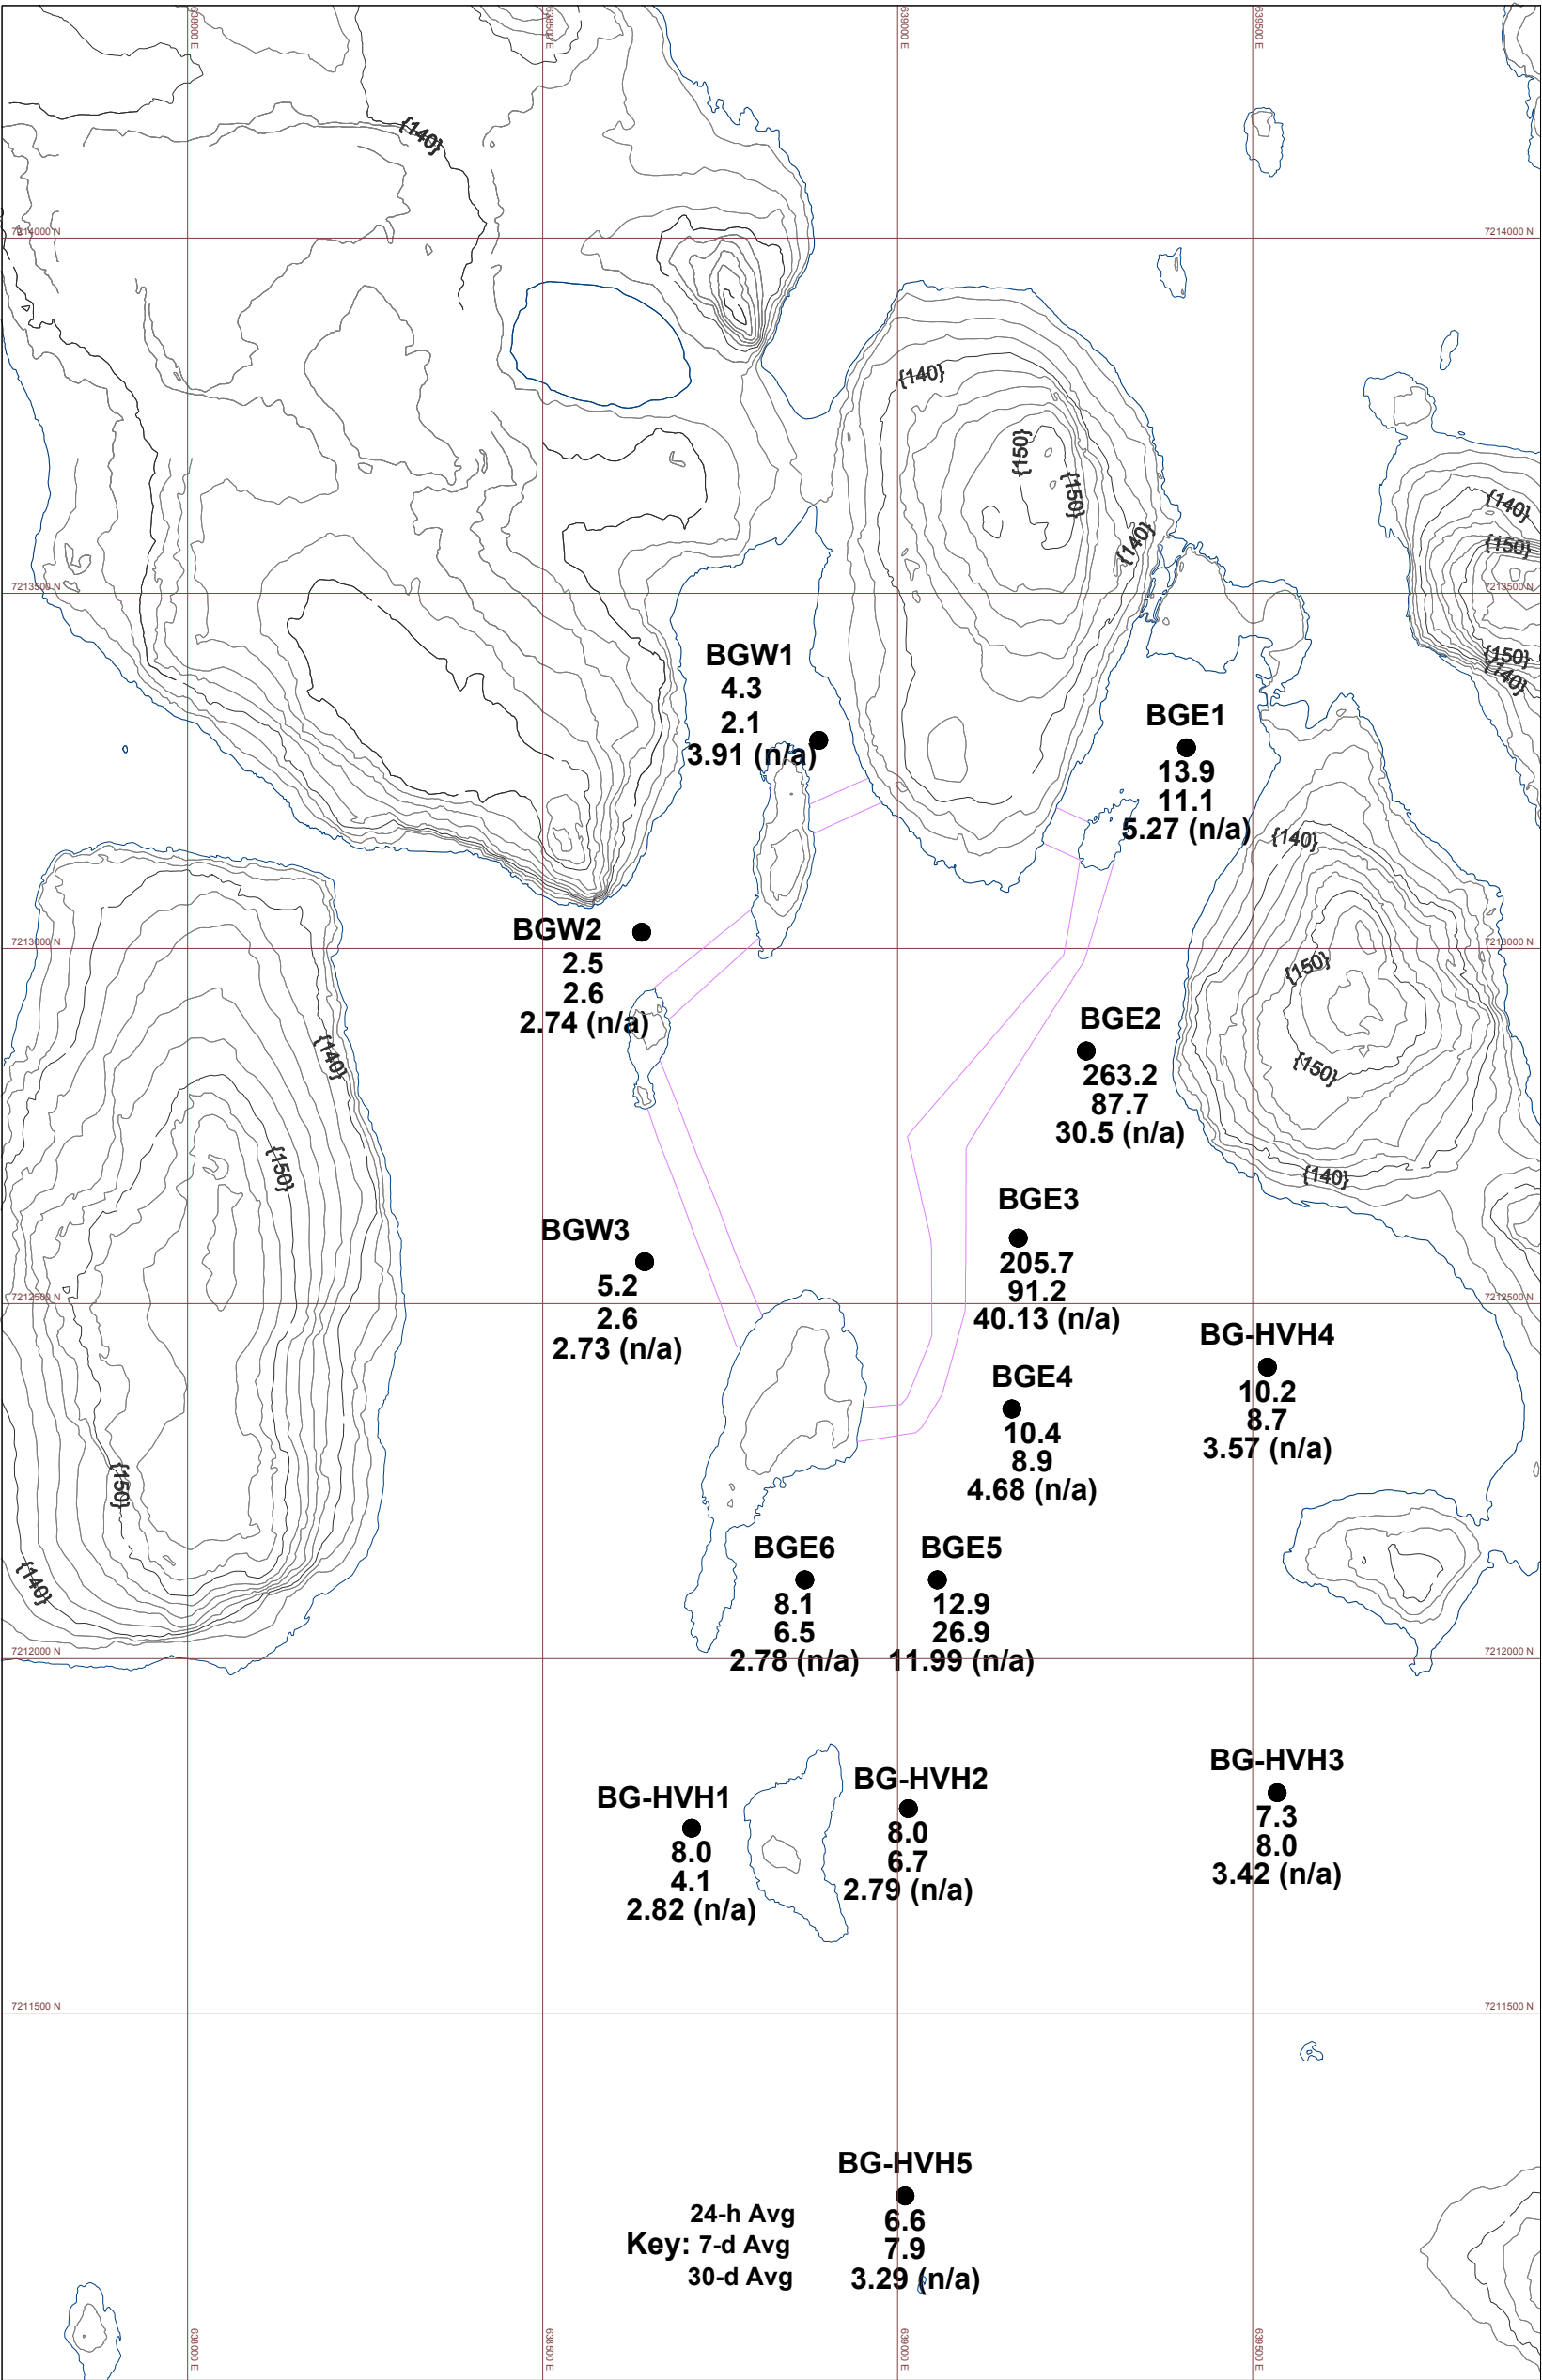 638000 E
638500 E
639000 E
639500 E
{140}
7214000 N
7214000 N
{140}
{150}
{150}
{140}
{140}
{150}
7213500 N
7213500 N
{150}
{140}
BGW1
4.3
2.1
3.91 (n/a)
BGE1
13.9
11.1
5.27 (n/a)
{140}
BGW2
2.5
2.6
2.74 (n/a)
7213000 N
7213000 N
{150}
{150}
{140}
BGE2
263.2
87.7
30.5 (n/a)
{140}
{150}
BGE3
205.7
91.2
40.13 (n/a)
BGW3
5.2
2.6
2.73 (n/a)
7212500 N
7212500 N
BG-HVH4
10.2
8.7
3.57 (n/a)
BGE4
10.4
8.9
4.68 (n/a)
{150}
{140}
BGE6
8.1
6.5
2.78 (n/a)
BGE5
12.9
26.9
11.99 (n/a)
7212000 N
7212000 N
BG-HVH1
8.0
4.1
2.82 (n/a)
BG-HVH2
8.0
6.7
2.79 (n/a)
BG-HVH3
7.3
8.0
3.42 (n/a)
7211500 N
7211500 N
BG-HVH5
6.6
7.9
3.29 (n/a)
24-h Avg
Key: 7-d Avg
30-d Avg
638000 E
638500 E
639000 E
639500 E